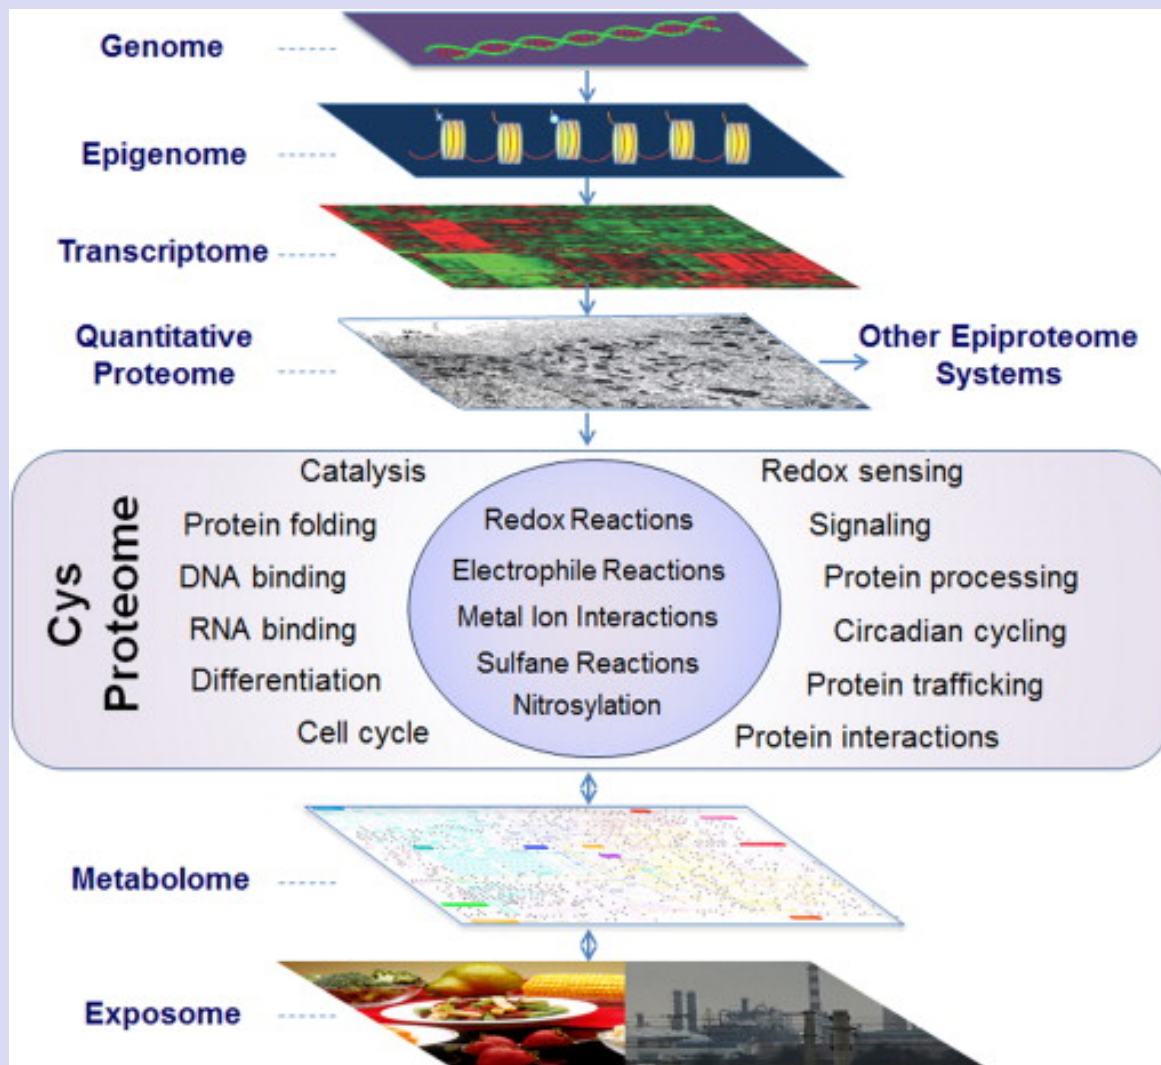 Genome
Epigenome
Transcriptome
Quantitative
Proteome
Other Epiproteome
Systems
Cys
Proteome
Catalysis
Protein folding
DNA binding
RNA binding
Differentiation
Cell cycle
Redox Reactions
Electrophile Reactions
Metal Ion Interactions
Sulfane Reactions
Nitrosylation
Redox sensing
Signaling
Protein processing
Circadian cycling
Protein trafficking
Protein interactions
Metabolome
Exposome